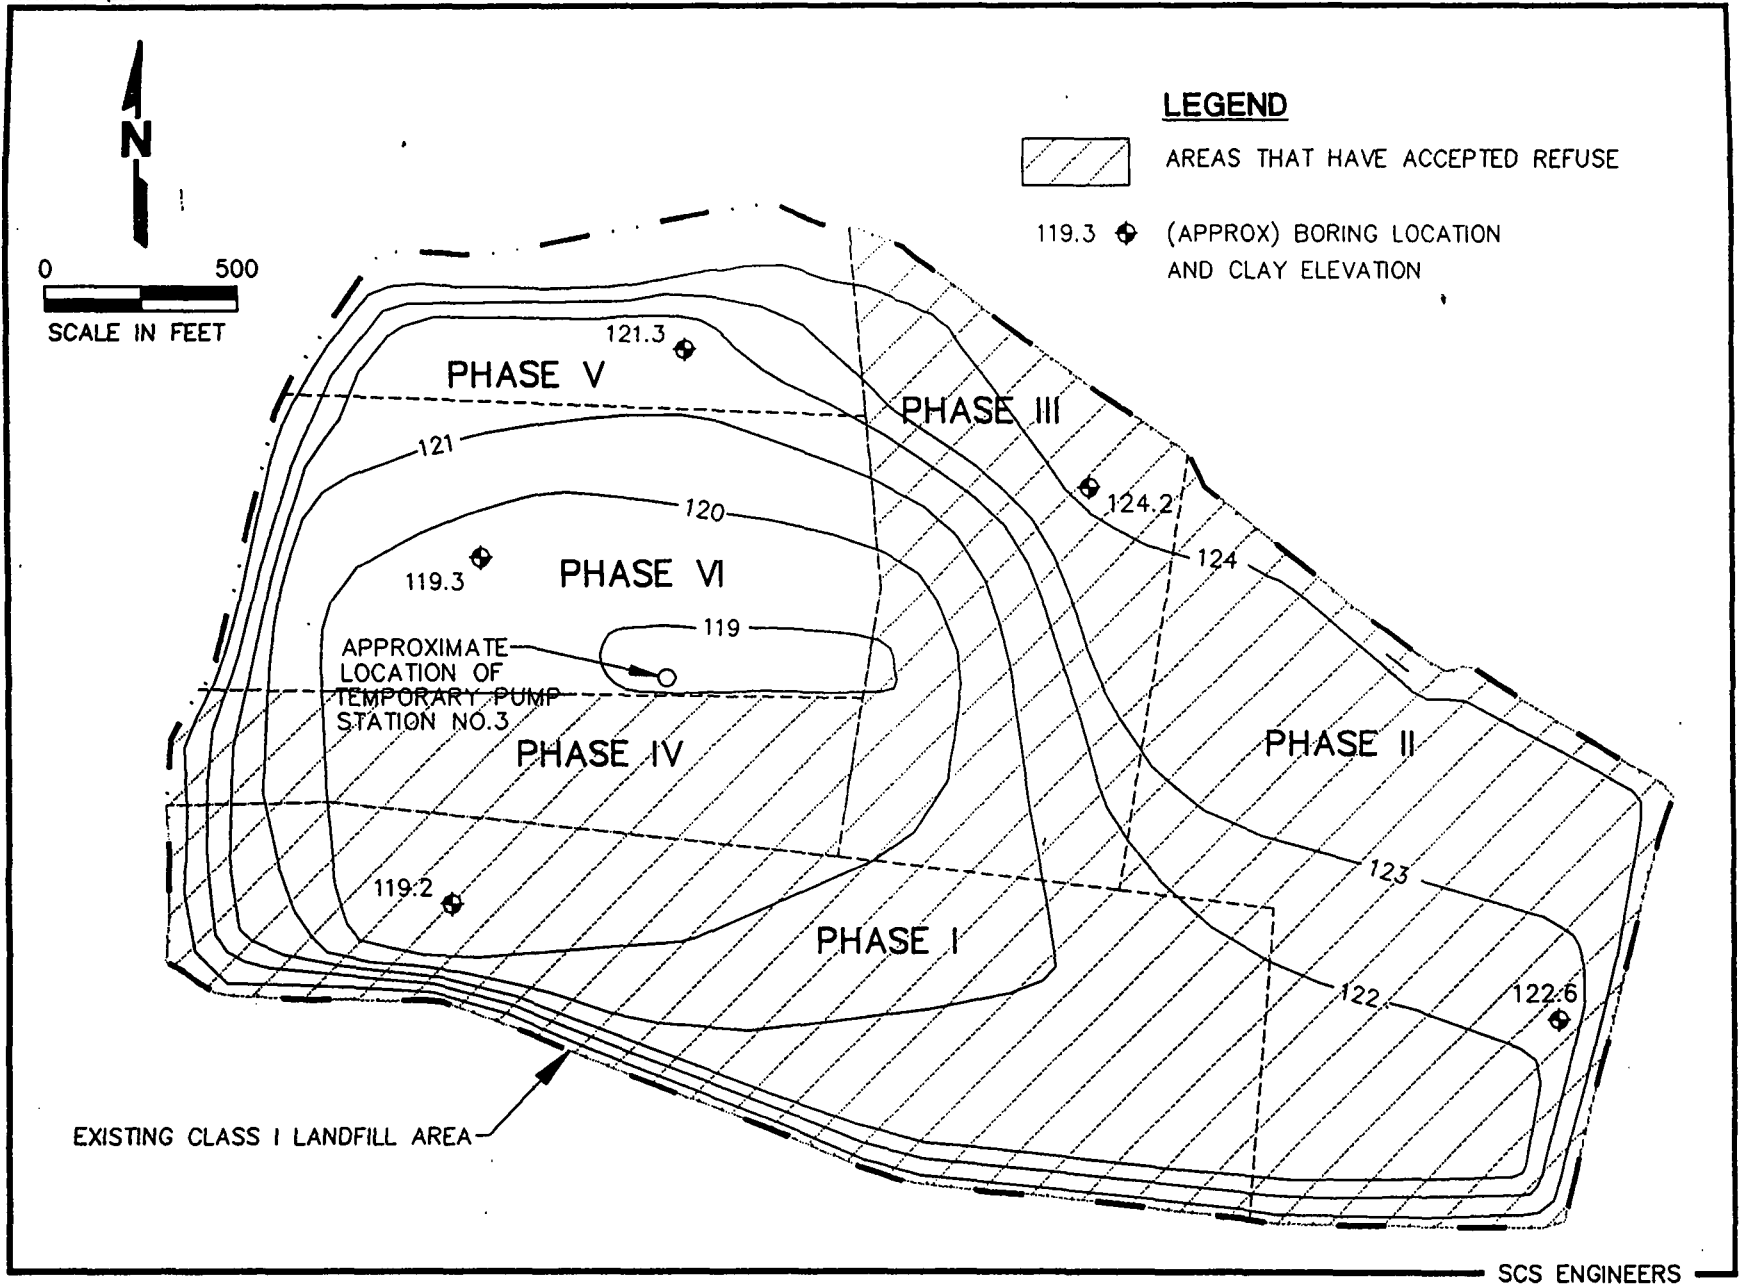 LEGEND
AREAS THAT HAVE ACCEPTED REFUSE
119.3 (APPROX) BORING LOCATION
AND CLAY ELEVATION
N
0 500
SCALE IN FEET
121.3
PHASE V
PHASE III
121
124.2
120
124
119.3
PHASE VI
119
APPROXIMATE
LOCATION OF
TEMPORARY PUMP
STATION NO.3
PHASE IV
PHASE II
123
119.2
PHASE I
122
122.6
EXISTING CLASS I LANDFILL AREA
SCS ENGINEERS